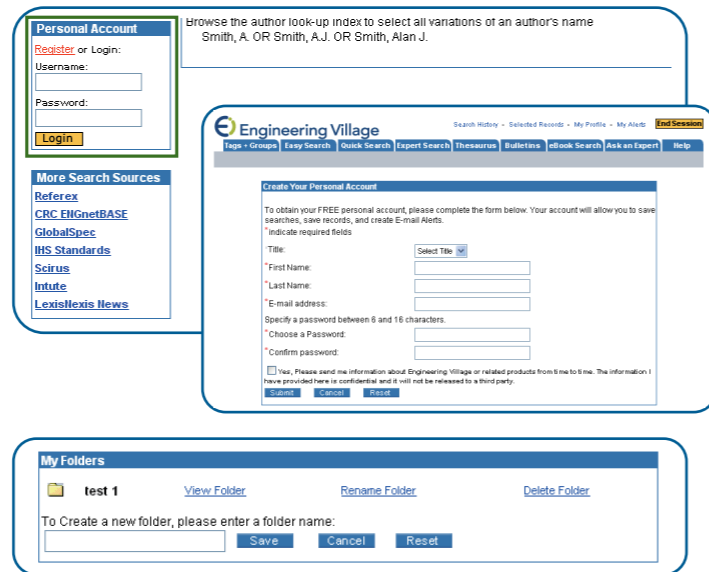 Personal Account
Register or Login:
Username:
Password:
Login
Browse the author look-up index to select all variations of an author's name
Smith, A. OR Smith, A.J. OR Smith, Alan J.
More Search Sources
Referex
CRC ENGnetBASE
GlobalSpec
IHS Standards
Scirus
Intute
LexisNexis News
Engineering Village
Search History - Selected Records - My Profile - My Alerts End Session
Tags + Groups Easy Search Quick Search Expert Search Thesaurus Bulletins eBook Search Ask an Expert Help
Create Your Personal Account
To obtain your FREE personal account, please complete the form below. Your account will allow you to save
searches, save records, and create E-mail Alerts.
*Indicate required fields
Title: Select Title
*First Name:
*Last Name:
*E-mail address:
Specify a password between 6 and 16 characters.
*Choose a Password:
*Confirm password:
Yes, Please send me information about Engineering Village or related products from time to time. The information I
have provided here is confidential and it will not be released to a third party.
Submit Cancel Reset
My Folders
test 1 View Folder Rename Folder Delete Folder
To Create a new folder, please enter a folder name:
Save Cancel Reset